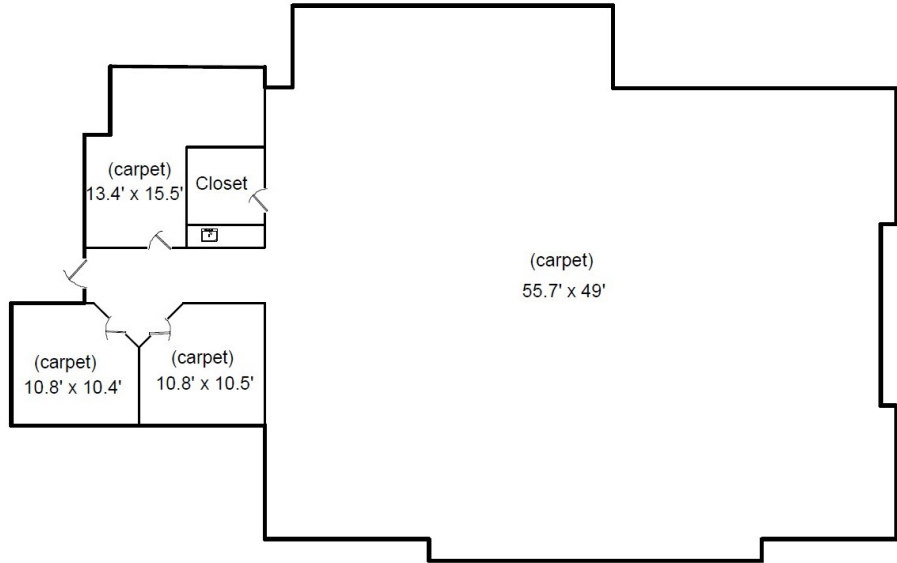 (carpet)
13.4' x 15.5'
Closet
(carpet)
55.7' x 49'
(carpet)
10.8' x 10.4'
(carpet)
10.8' x 10.5'